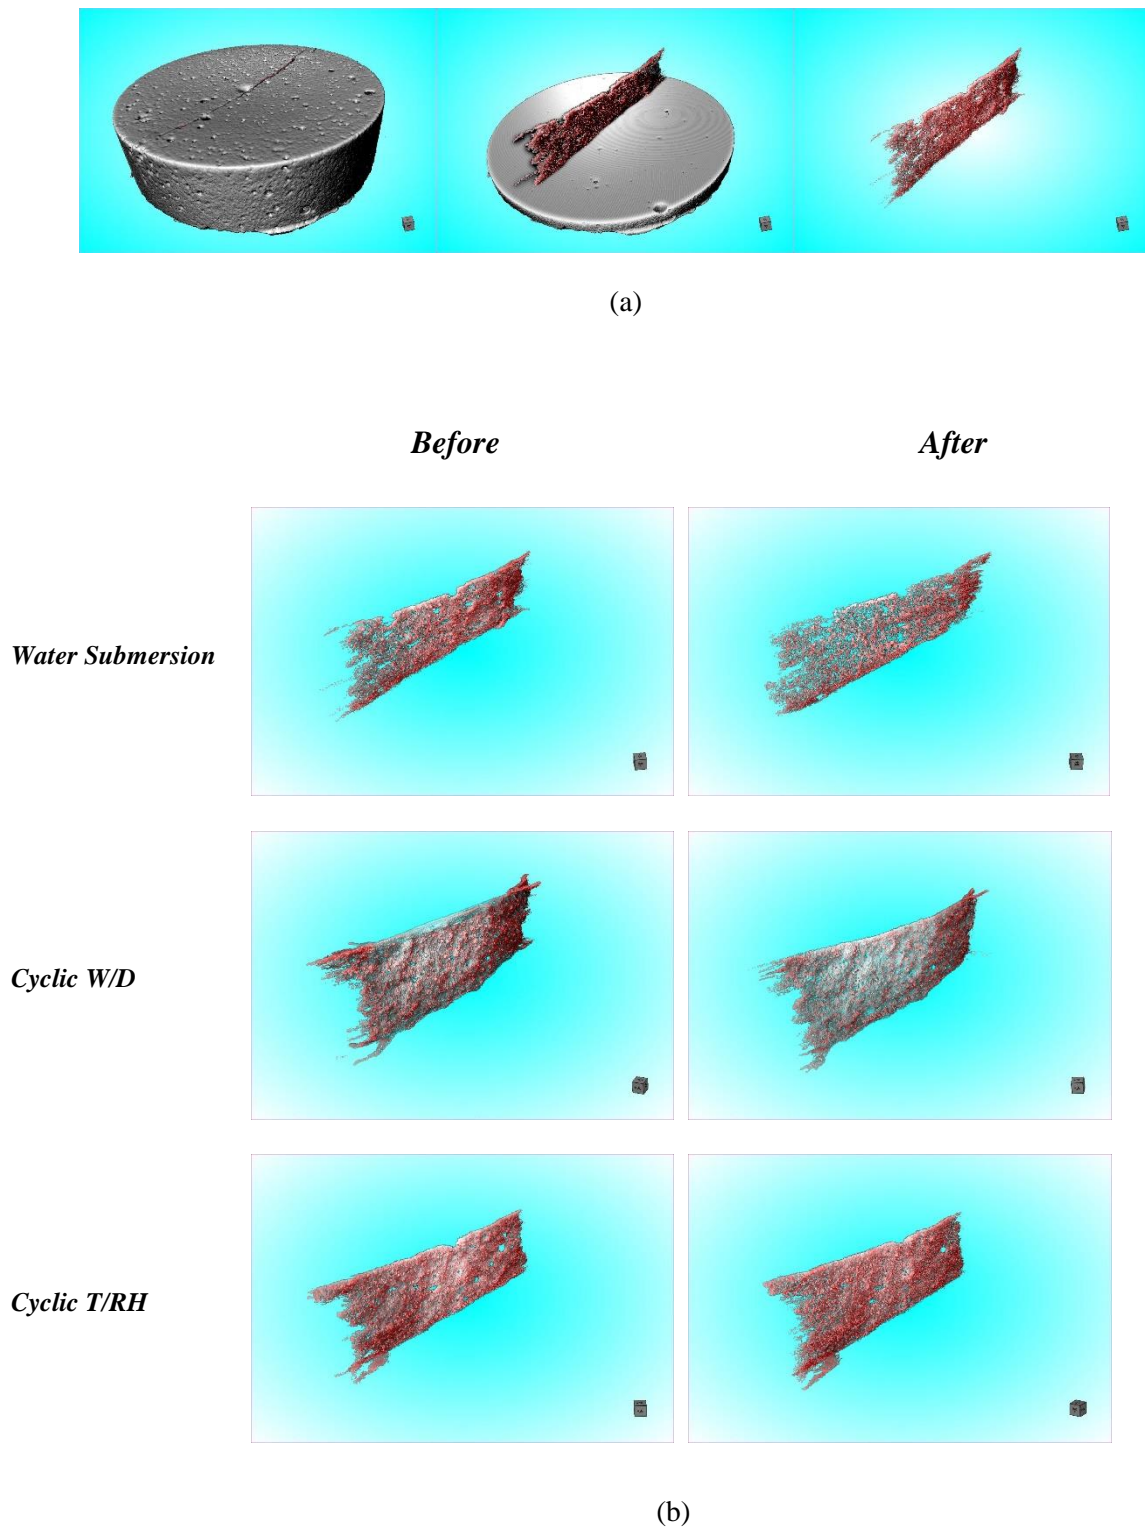 (a)
Before After
Water Submersion
Cyclic W/D
Cyclic T/RH
(b)